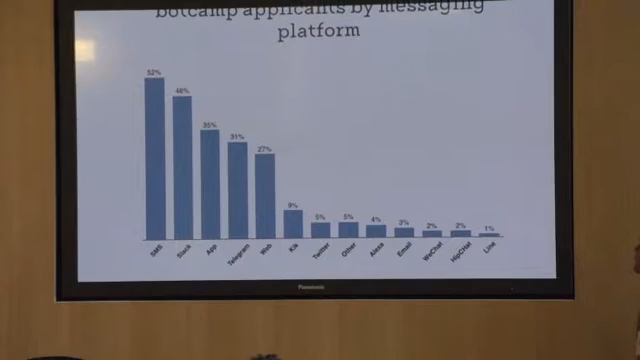 botcamp applicants by messaging
platform
52%
46%
35%
31%
27%
9%
5%
5%
4%
3%
2%
2%
1%
SMS
Slack
App
Telegram
Web
Kik
Twitter
Other
Alexa
Email
WeChat
HipCHat
Line
Panasonic